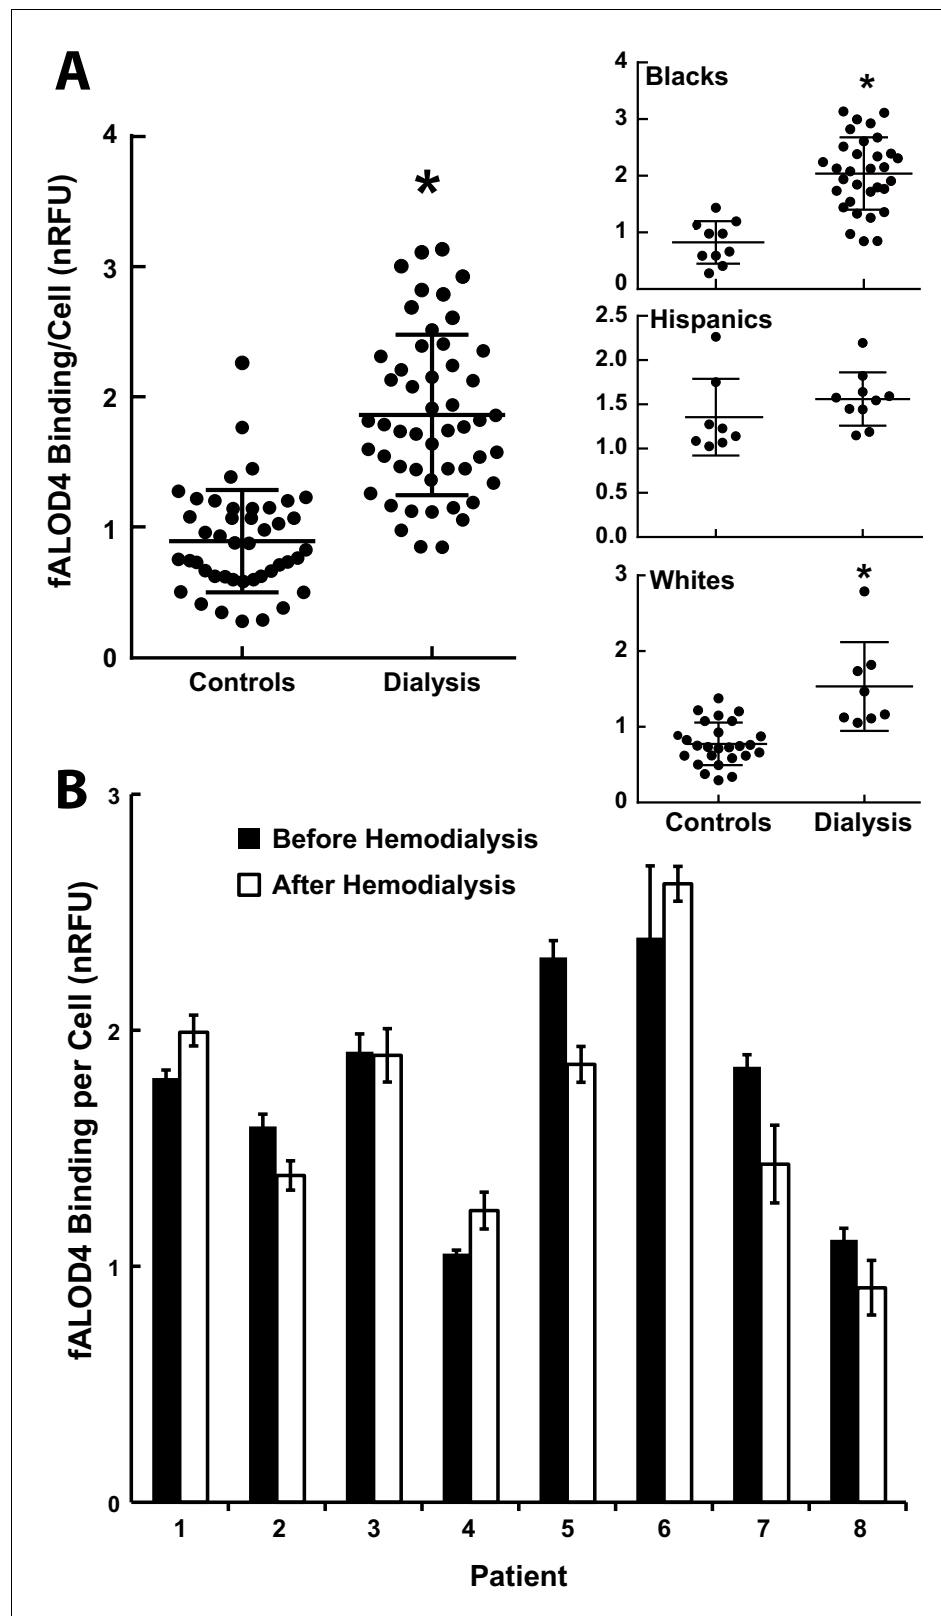 A
fALOD4 Binding/Cell (nRFU)
4
3
2
1
0
*
Controls
Dialysis
Blacks
4
3
2
1
0
*
Hispanics
2.5
2.0
1.5
1.0
0.5
0.0
Whites
3
2
1
0
*
Controls
Dialysis
B
fALOD4 Binding per Cell (nRFU)
3
2
1
0
Before Hemodialysis
After Hemodialysis
1 2 3 4 5 6 7 8
Patient